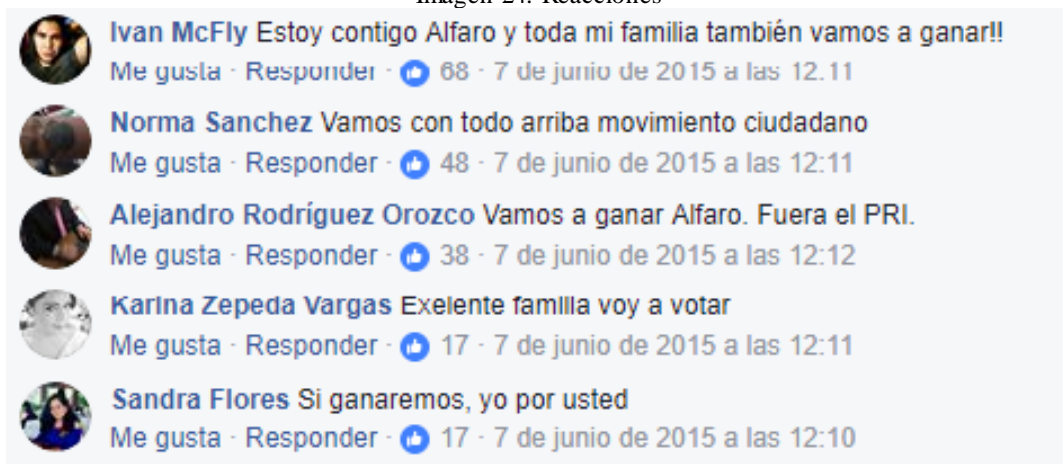 Imagen 24. Reacciones
Ivan McFly Estoy contigo Alfaro y toda mi familia también vamos a ganar!!
Me gusta · Responder · 68 · 7 de junio de 2015 a las 12:11
Norma Sanchez Vamos con todo arriba movimiento ciudadano
Me gusta · Responder · 48 · 7 de junio de 2015 a las 12:11
Alejandro Rodríguez Orozco Vamos a ganar Alfaro. Fuera el PRI.
Me gusta · Responder · 38 · 7 de junio de 2015 a las 12:12
Karina Zepeda Vargas Exelente familia voy a votar
Me gusta · Responder · 17 · 7 de junio de 2015 a las 12:11
Sandra Flores Si ganaremos, yo por usted
Me gusta · Responder · 17 · 7 de junio de 2015 a las 12:10